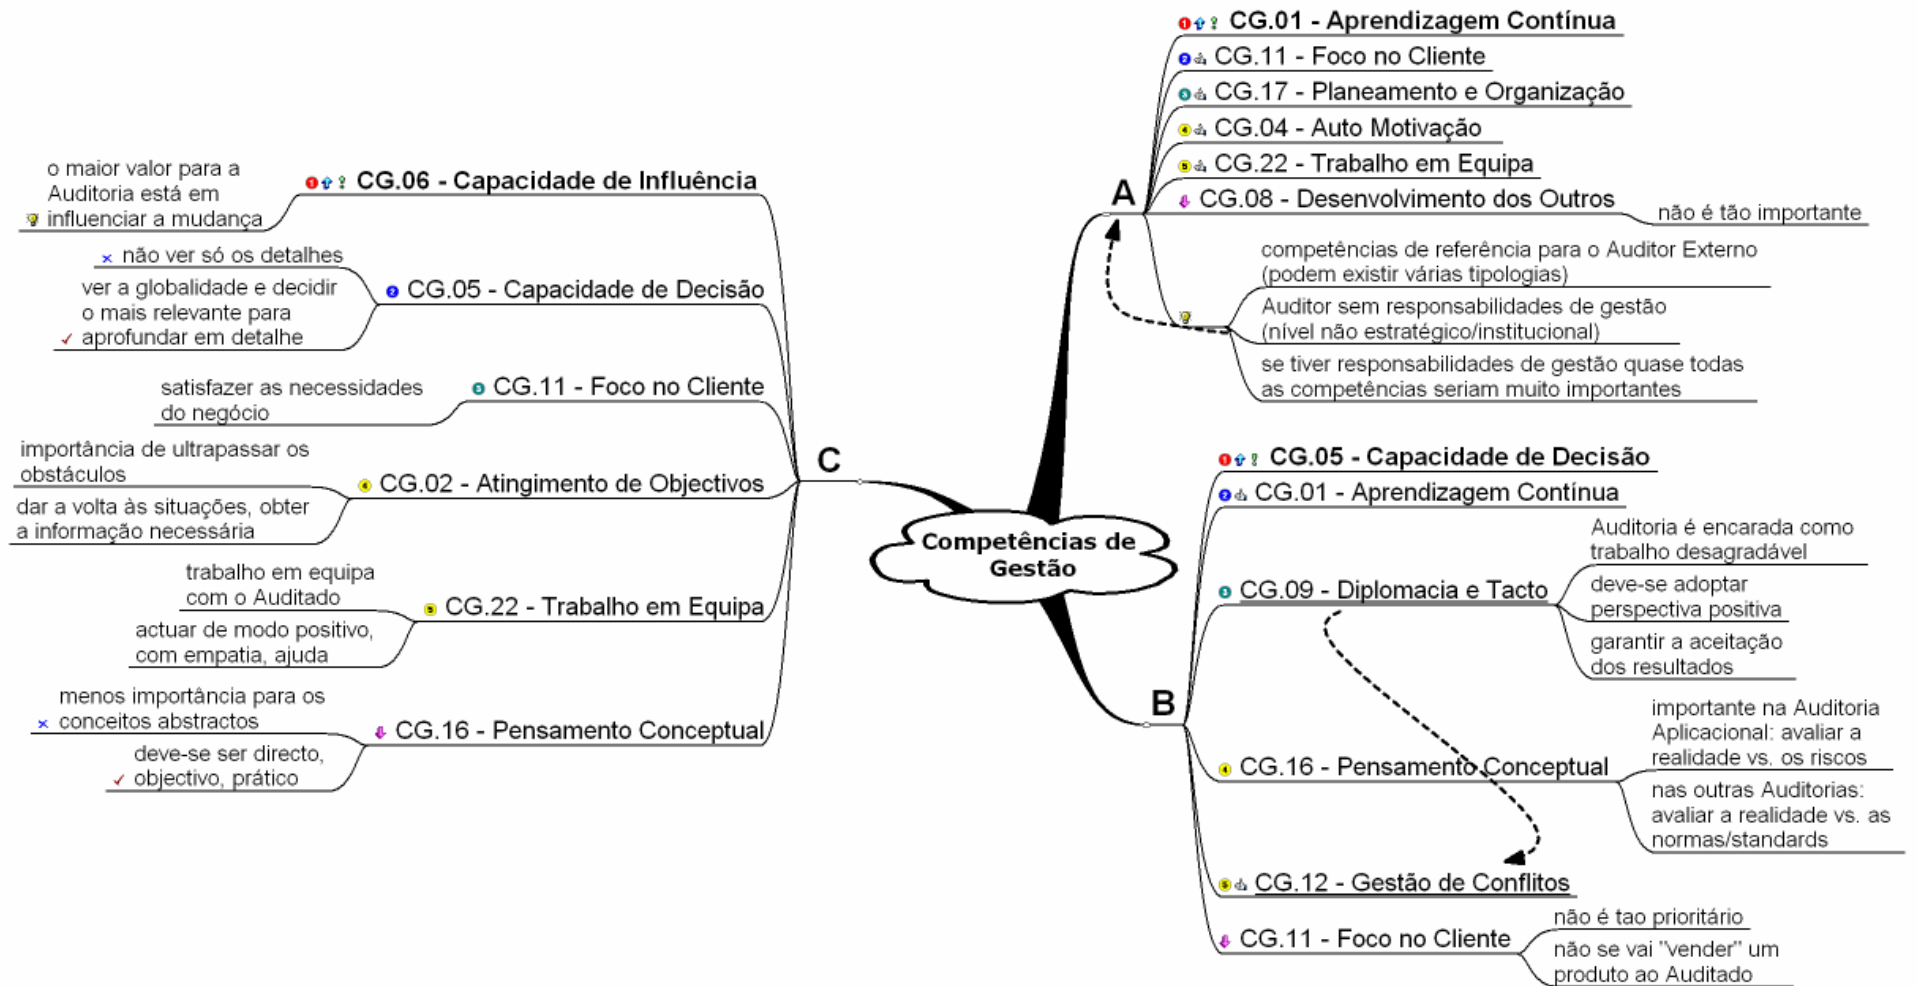 Competências de
Gestão
A
CG.01 - Aprendizagem Contínua
CG.11 - Foco no Cliente
CG.17 - Planeamento e Organização
CG.04 - Auto Motivação
CG.22 - Trabalho em Equipa
CG.08 - Desenvolvimento dos Outros
não é tão importante
competências de referência para o Auditor Externo
(podem existir várias tipologias)
Auditor sem responsabilidades de gestão
(nível não estratégico/institucional)
se tiver responsabilidades de gestão quase todas
as competências seriam muito importantes
B
CG.05 - Capacidade de Decisão
CG.01 - Aprendizagem Contínua
CG.09 - Diplomacia e Tacto
Auditoria é encarada como
trabalho desagradável
deve-se adoptar
perspectiva positiva
garantir a aceitação
dos resultados
CG.16 - Pensamento Conceptual
importante na Auditoria
Aplicacional: avaliar a
realidade vs. os riscos
nas outras Auditorias:
avaliar a realidade vs. as
normas/standards
CG.12 - Gestão de Conflitos
CG.11 - Foco no Cliente
não é tao prioritário
não se vai "vender" um
produto ao Auditado
C
CG.06 - Capacidade de Influência
o maior valor para a
Auditoria está em
influenciar a mudança
CG.05 - Capacidade de Decisão
não ver só os detalhes
ver a globalidade e decidir
o mais relevante para
aprofundar em detalhe
CG.11 - Foco no Cliente
satisfazer as necessidades
do negócio
CG.02 - Atingimento de Objectivos
importância de ultrapassar os
obstáculos
dar a volta às situações, obter
a informação necessária
CG.22 - Trabalho em Equipa
trabalho em equipa
com o Auditado
actuar de modo positivo,
com empatia, ajuda
CG.16 - Pensamento Conceptual
menos importância para os
conceitos abstractos
deve-se ser directo,
objectivo, prático